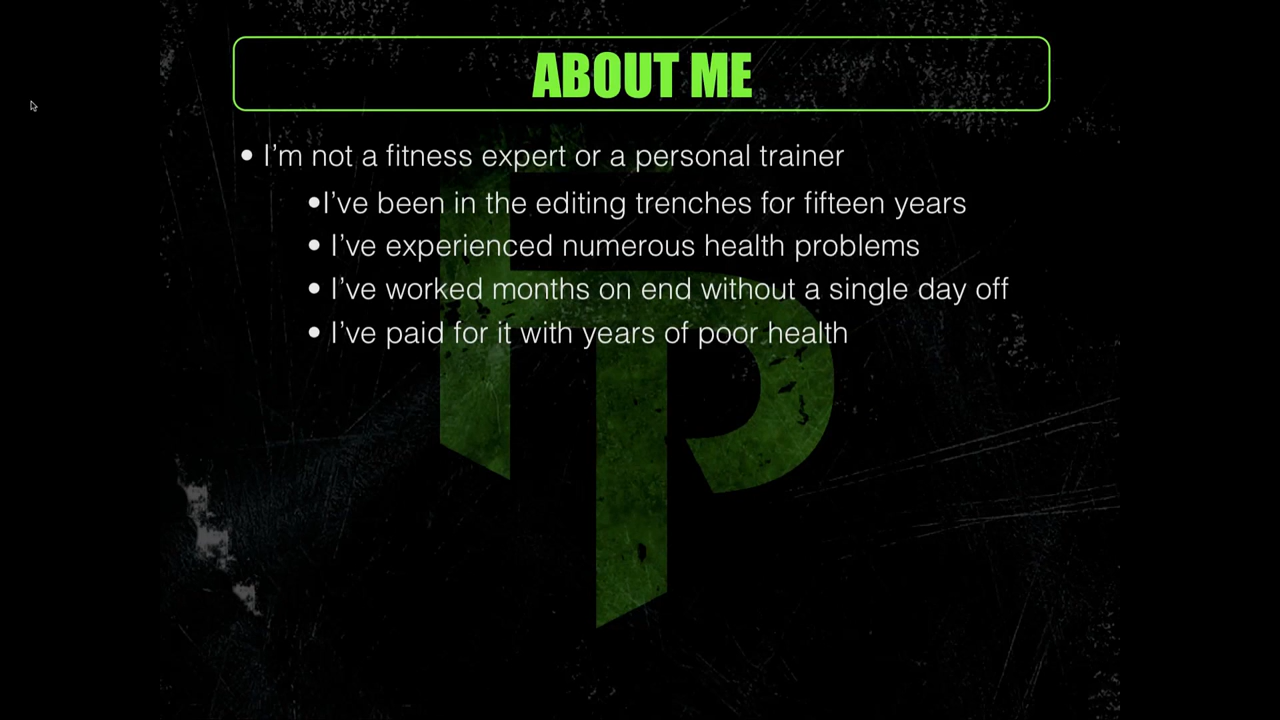 ABOUT ME
• I’m not a fitness expert or a personal trainer
•I’ve been in the editing trenches for fifteen years
• I’ve experienced numerous health problems
• I’ve worked months on end without a single day off
• I’ve paid for it with years of poor health